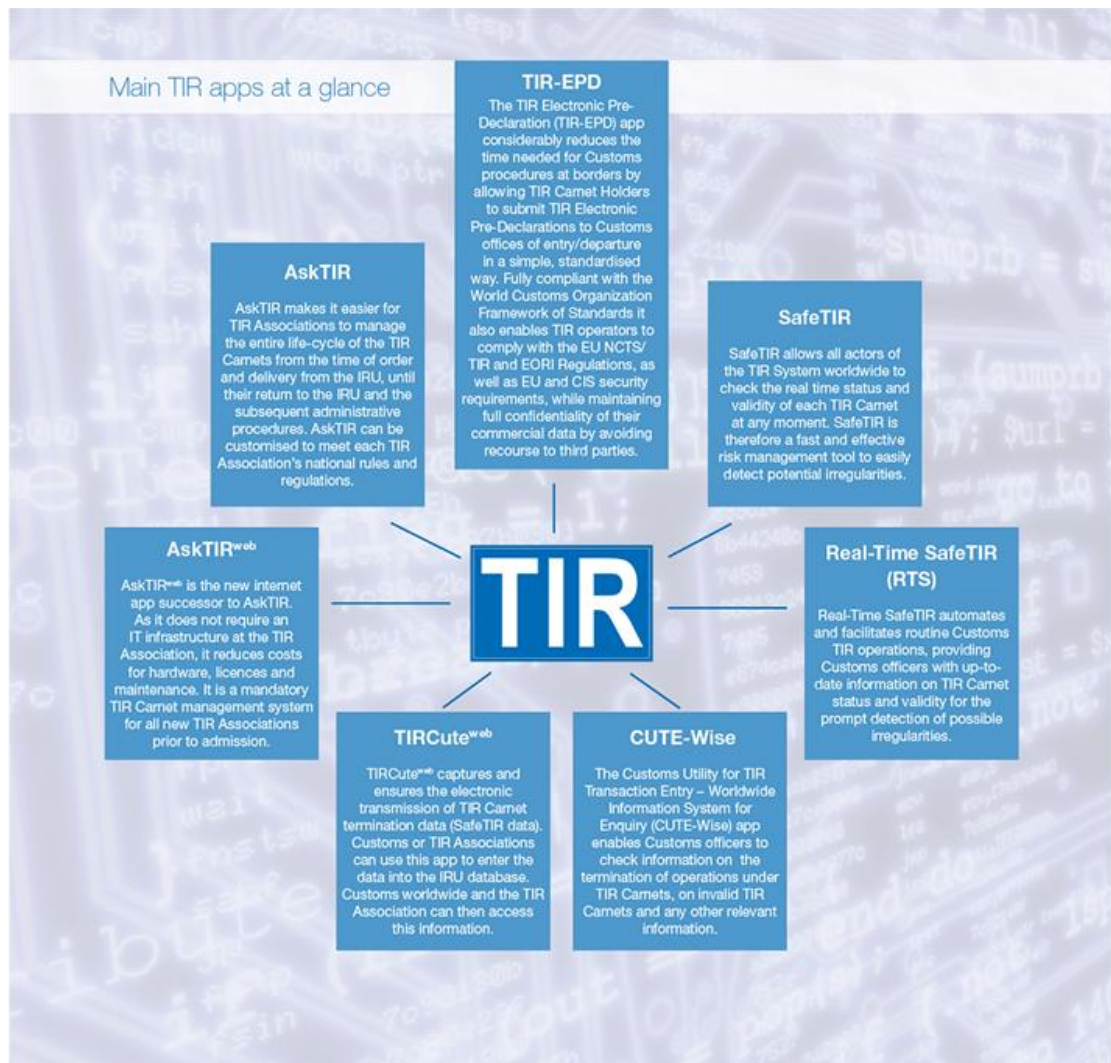 Main TIR apps at a glance
TIR-EPD
The TIR Electronic Pre-
Declaration (TIR-EPD) app
considerably reduces the
time needed for Customs
procedures at borders by
allowing TIR Carnet Holders
to submit TIR Electronic
Pre-Declarations to Customs
offices of entry/departure
in a simple, standardised
way. Fully compliant with the
World Customs Organization
Framework of Standards it
also enables TIR operators to
comply with the EU NCTS/
TIR and EORI Regulations, as
well as EU and CIS security
requirements, while maintaining
full confidentiality of their
commercial data by avoiding
recourse to third parties.
AskTIR
AskTIR makes it easier for
TIR Associations to manage
the entire life-cycle of the TIR
Carnets from the time of order
and delivery from the IRU, until
their return to the IRU and the
subsequent administrative
procedures. AskTIR can be
customised to meet each TIR
Association's national rules and
regulations.
SafeTIR
SafeTIR allows all actors of
the TIR System worldwide to
check the real time status and
validity of each TIR Carnet
at any moment. SafeTIR is
therefore a fast and effective
risk management tool to easily
detect potential irregularities.
AskTIRweb
AskTIRweb is the new internet
app successor to AskTIR.
As it does not require an
IT infrastructure at the TIR
Association, it reduces costs
for hardware, licences and
maintenance. It is a mandatory
TIR Carnet management system
for all new TIR Associations
prior to admission.
TIR
Real-Time SafeTIR
(RTS)
Real-Time SafeTIR automates
and facilitates routine Customs
TIR operations, providing
Customs officers with up-to-
date information on TIR Carnet
status and validity for the
prompt detection of possible
irregularities.
TIRCuteweb
TIRCuteweb captures and
ensures the electronic
transmission of TIR Carnet
termination data (SafeTIR data).
Customs or TIR Associations
can use this app to enter the
data into the IRU database.
Customs worldwide and the TIR
Association can then access
this information.
CUTE-Wise
The Customs Utility for TIR
Transaction Entry – Worldwide
Information System for
Enquiry (CUTE-Wise) app
enables Customs officers to
check information on the
termination of operations under
TIR Carnets, on invalid TIR
Carnets and any other relevant
information.